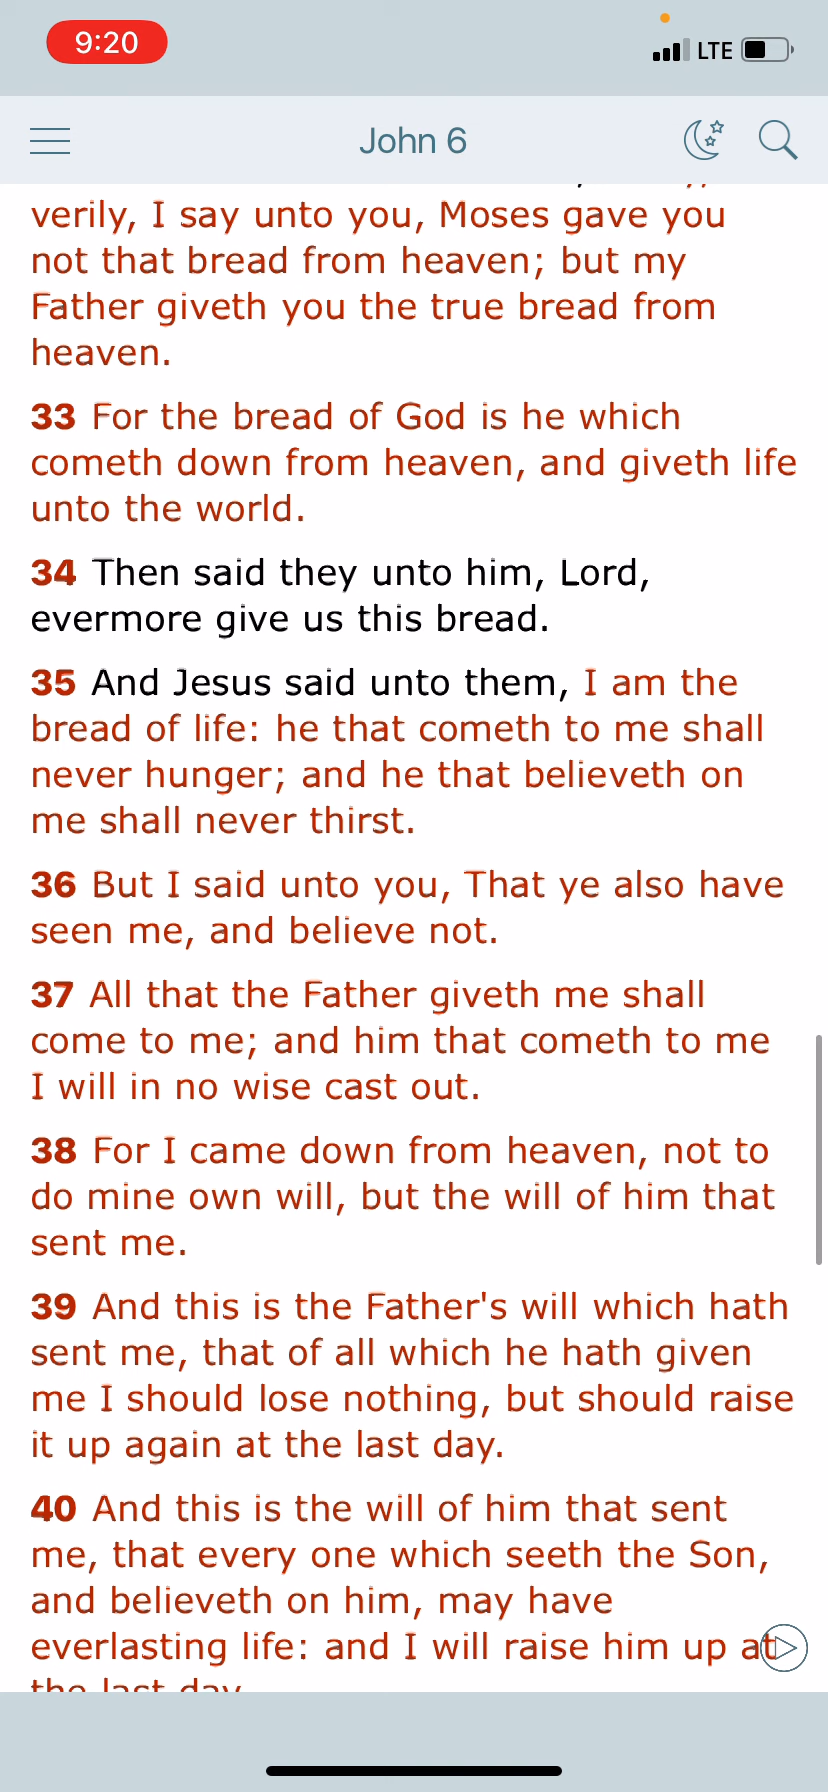 9:20
LTE
John 6
verily, I say unto you, Moses gave you
not that bread from heaven; but my
Father giveth you the true bread from
heaven.
33 For the bread of God is he which
cometh down from heaven, and giveth life
unto the world.
34 Then said they unto him, Lord,
evermore give us this bread.
35 And Jesus said unto them, I am the
bread of life: he that cometh to me shall
never hunger; and he that believeth on
me shall never thirst.
36 But I said unto you, That ye also have
seen me, and believe not.
37 All that the Father giveth me shall
come to me; and him that cometh to me
I will in no wise cast out.
38 For I came down from heaven, not to
do mine own will, but the will of him that
sent me.
39 And this is the Father's will which hath
sent me, that of all which he hath given
me I should lose nothing, but should raise
it up again at the last day.
40 And this is the will of him that sent
me, that every one which seeth the Son,
and believeth on him, may have
everlasting life: and I will raise him up at
the last day